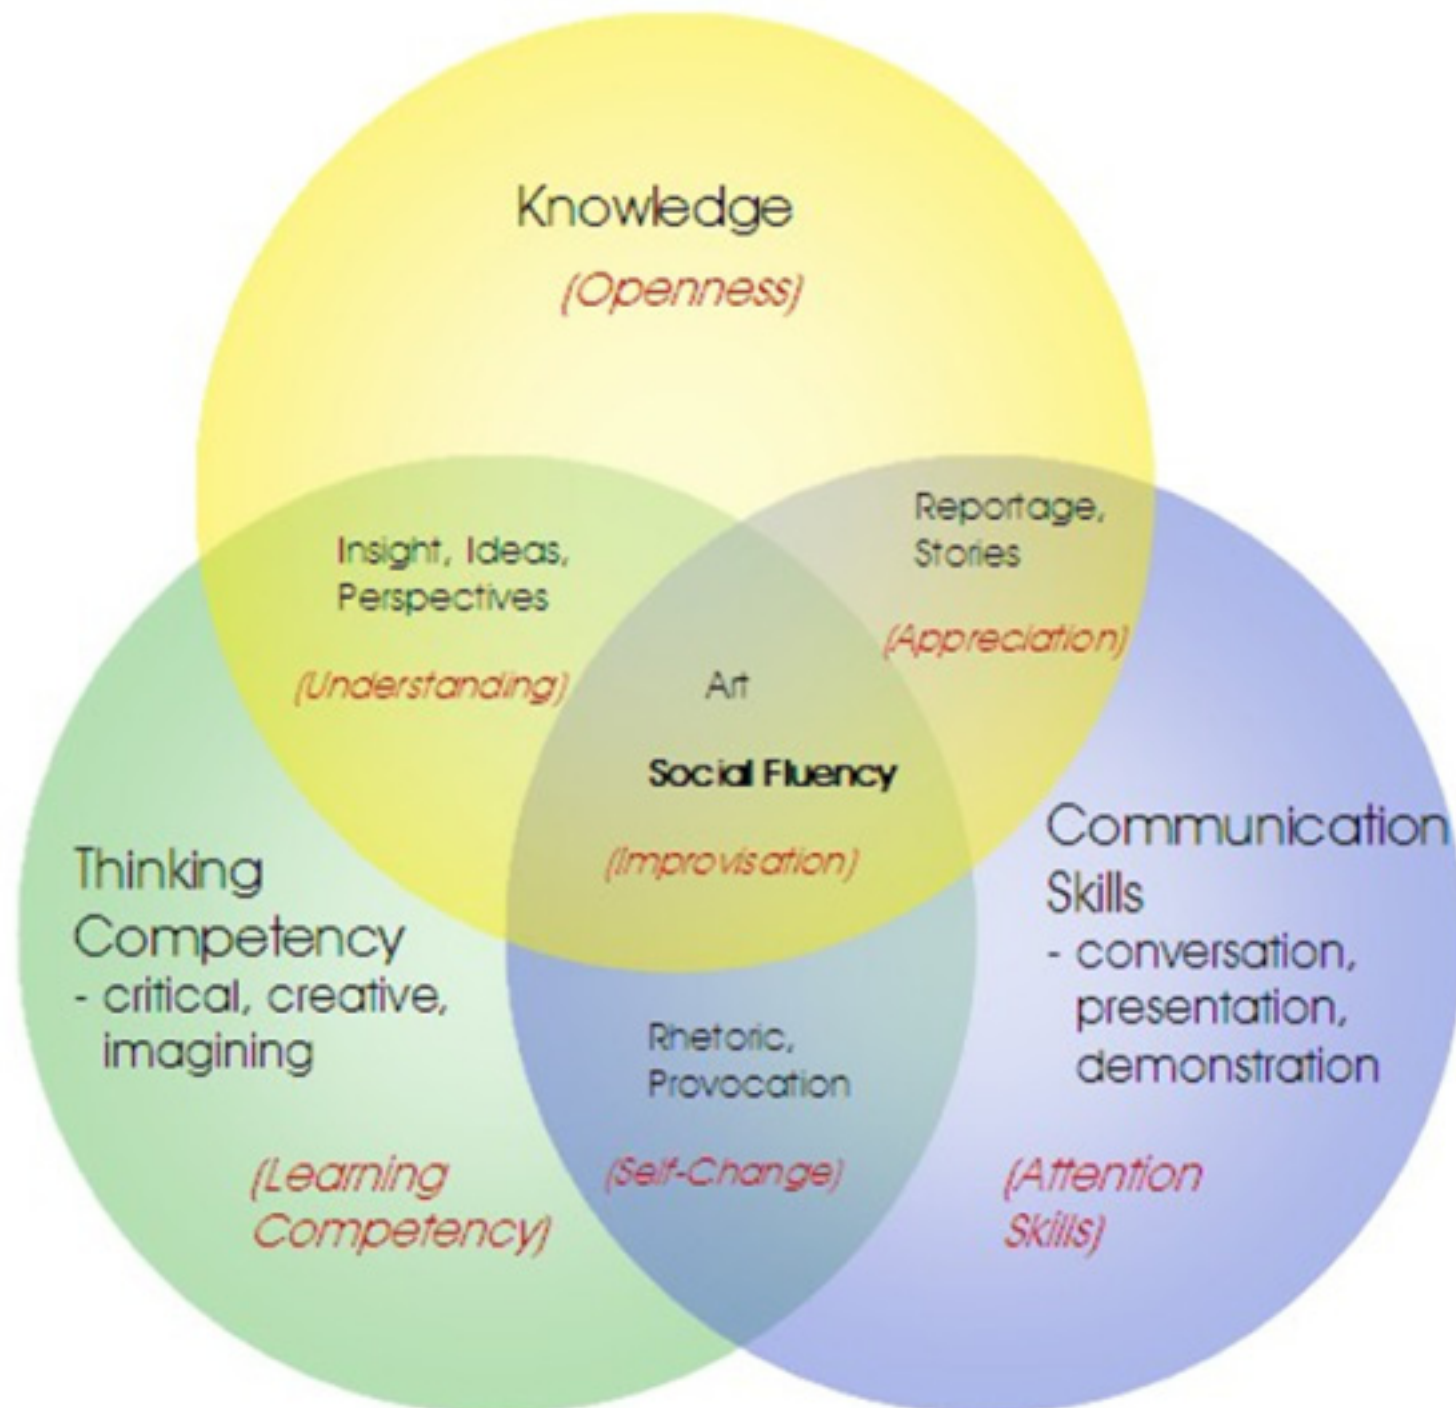 Knowledge
(Openness)
Insight, Ideas,
Perspectives
(Understanding)
Reportage,
Stories
(Appreciation)
Art
Social Fluency
(Improvisation)
Thinking
Competency
- critical, creative,
imagining
(Learning
Competency)
Rhetoric,
Provocation
(Self-Change)
Communication
Skills
- conversation,
presentation,
demonstration
(Attention
Skills)